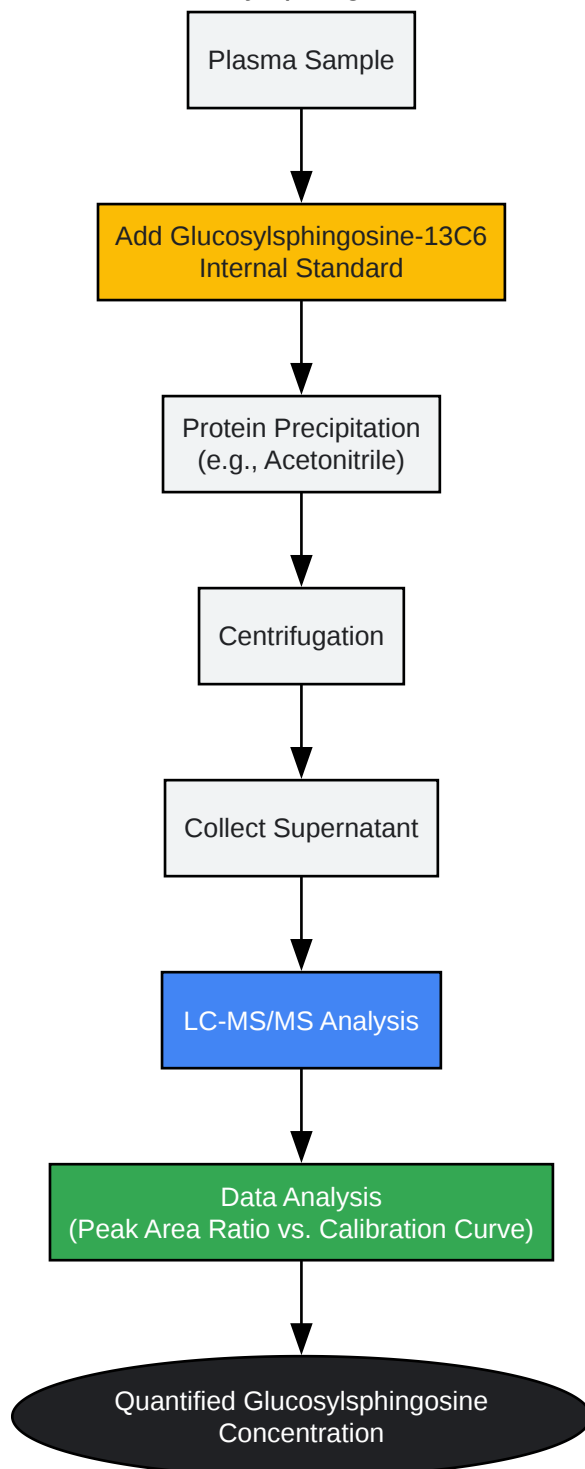 Plasma Sample
Add Glucosylsphingosine-13C6
Internal Standard
Protein Precipitation
(e.g., Acetonitrile)
Centrifugation
Collect Supernatant
LC-MS/MS Analysis
Data Analysis
(Peak Area Ratio vs. Calibration Curve)
Quantified Glucosylsphingosine
Concentration